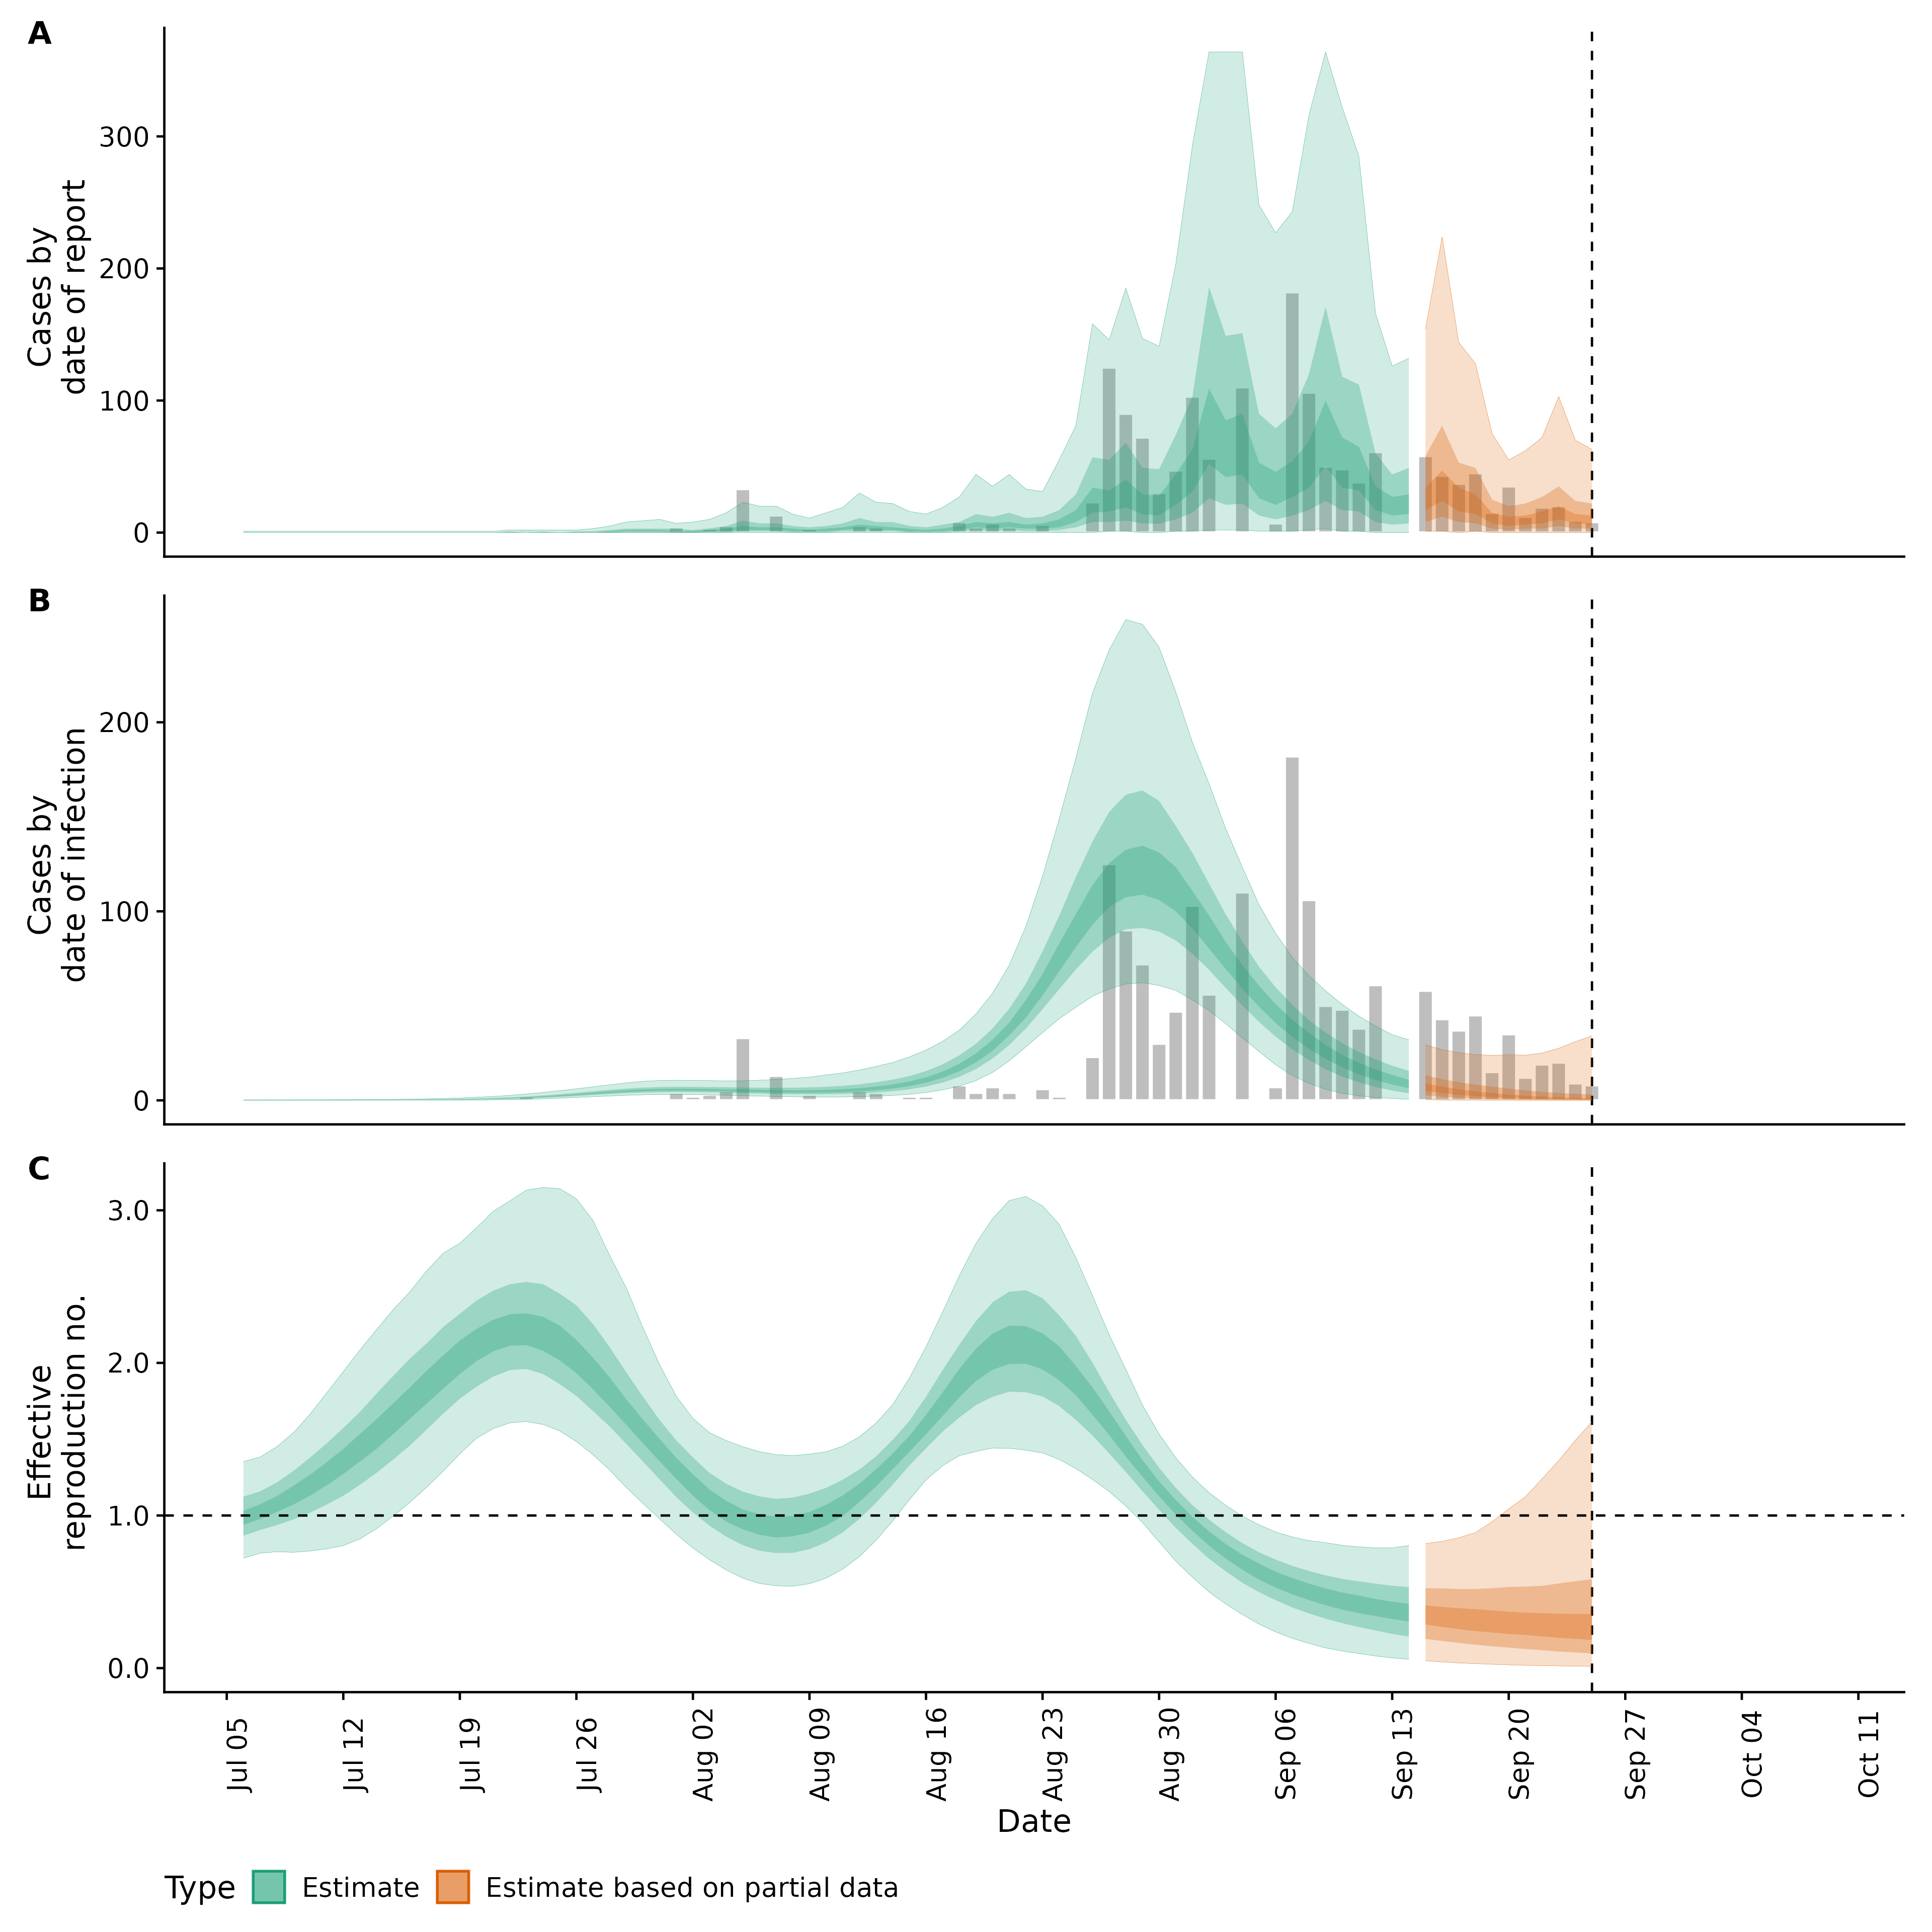 A
Cases by
date of report
300
200
100
0
B
Cases by
date of infection
200
100
0
C
Effective
reproduction no.
3.0
2.0
1.0
0.0
Jul 05
Jul 12
Jul 19
Jul 26
Aug 02
Aug 09
Aug 16
Aug 23
Aug 30
Sep 06
Sep 13
Sep 20
Sep 27
Oct 04
Oct 11
Date
Type Estimate Estimate based on partial data